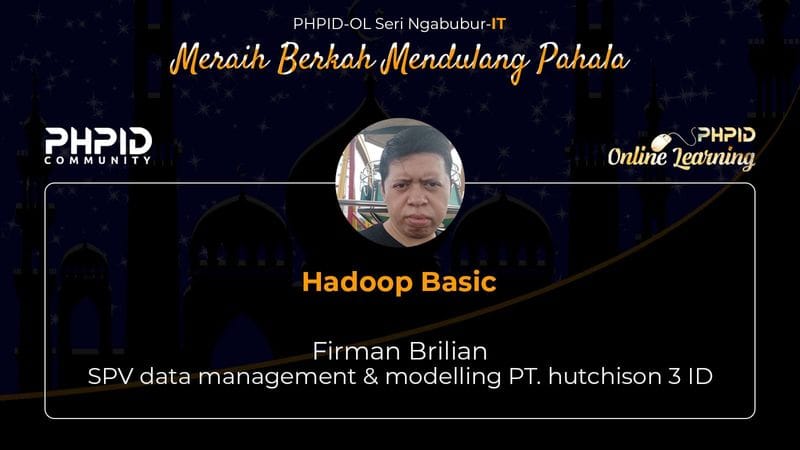 PHPID-OL Seri Ngabubur-IT
Meraih Berkah Mendulang Pahala
PHPID
COMMUNITY
PHPID
Online Learning
Hadoop Basic
Firman Brilian
SPV data management & modelling PT. hutchison 3 ID